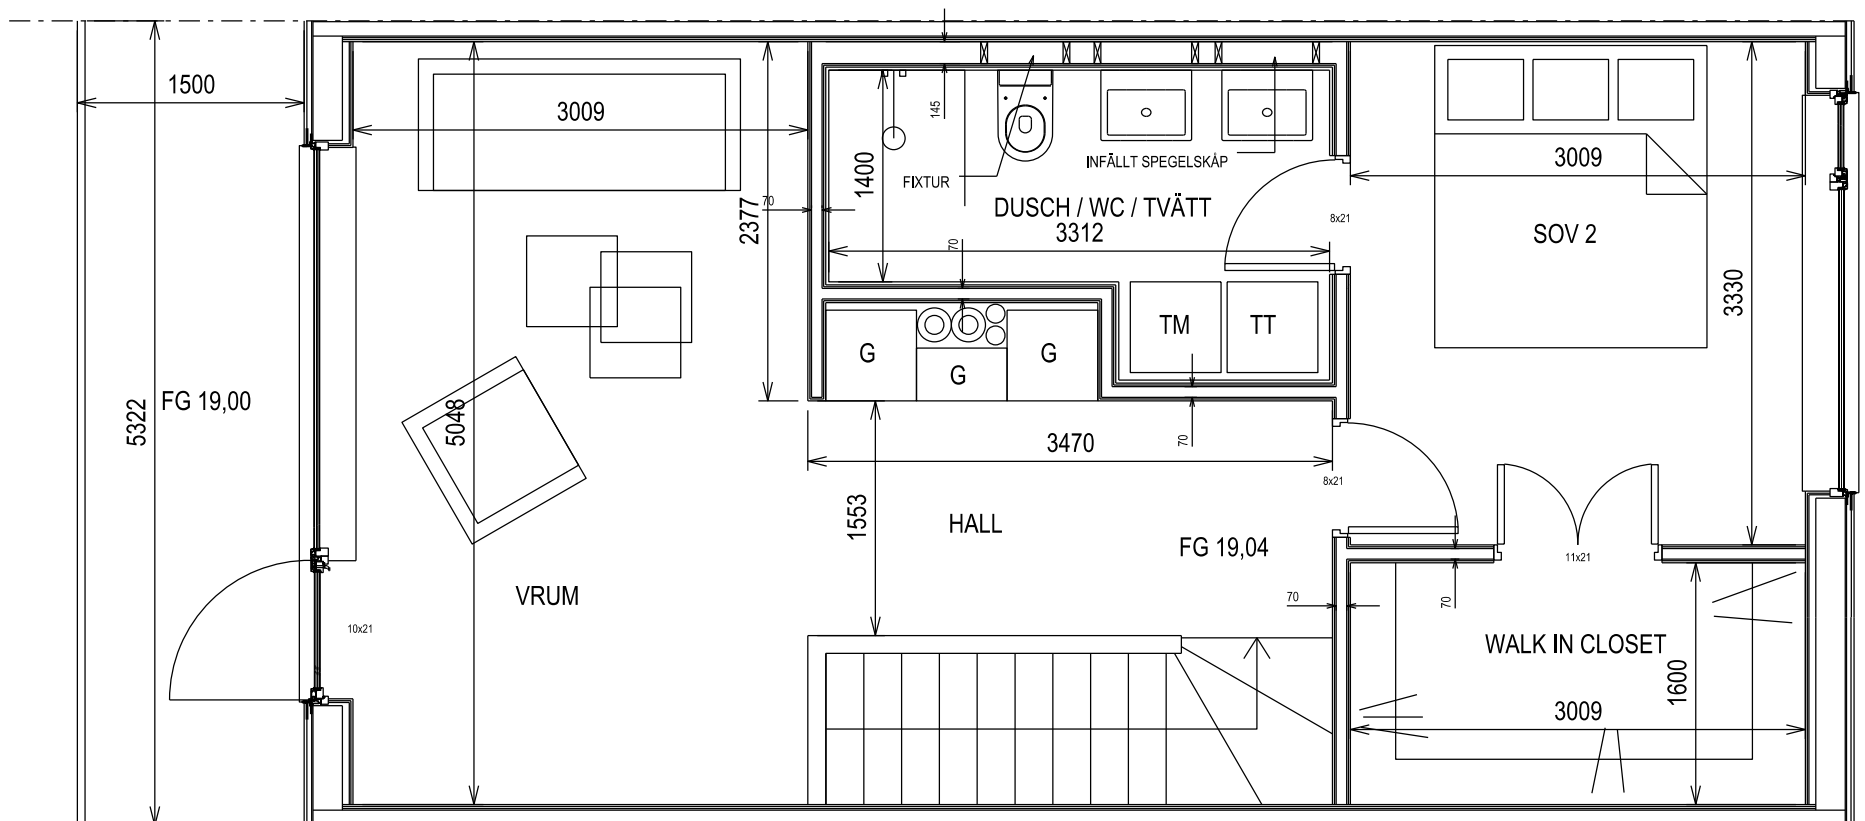 1500
3009
145
1400
FIXTUR
INFÄLLT SPEGELSKÅP
3009
70
2377
DUSCH / WC / TVÄTT
8x21
3312
70
SOV 2
3330
TM
TT
G
G
G
FG 19,00
5322
5048
3470
70
8x21
1553
HALL
FG 19,04
11x21
VRUM
70
70
10x21
WALK IN CLOSET
1600
3009